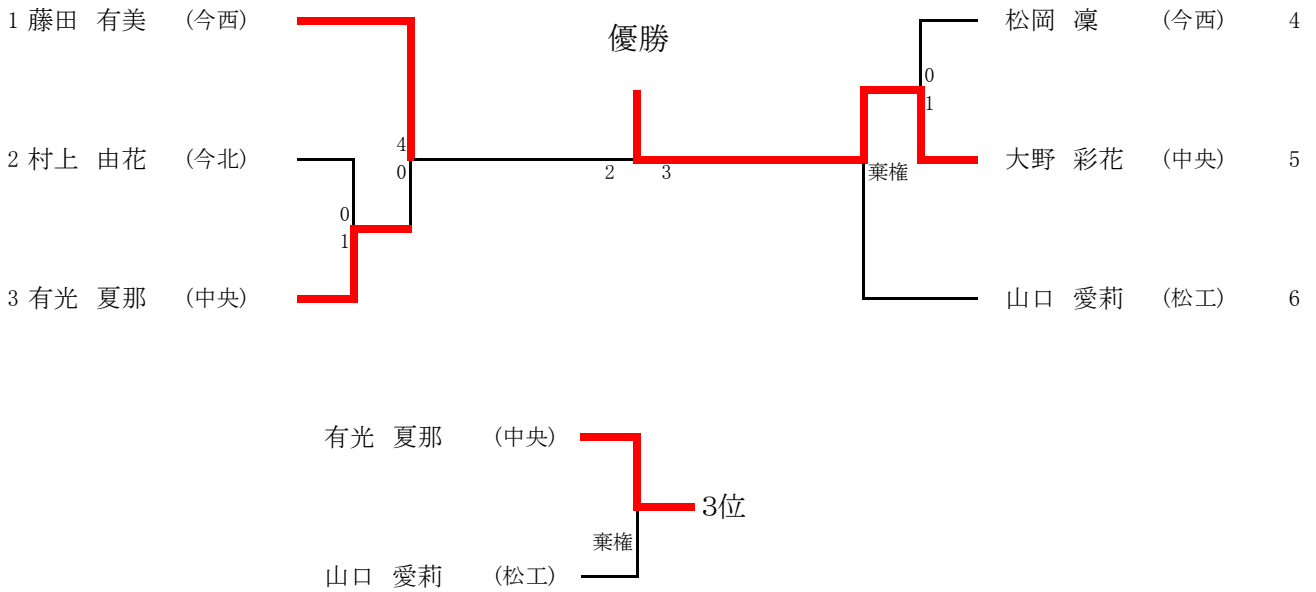 1 藤田 有美 (今西)
優勝
松岡 凜 (今西) 4
0
1
4
0
2 村上 由花 (今北)
2 3
棄権
大野 彩花 (中央) 5
0
1
3 有光 夏那 (中央)
山口 愛莉 (松工) 6
有光 夏那 (中央)
3位
棄権
山口 愛莉 (松工)